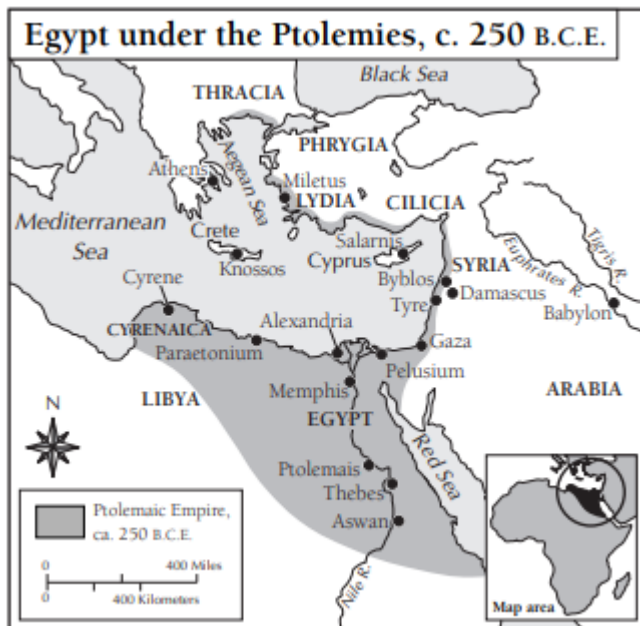 Egypt under the Ptolemies, c. 250 B.C.E.
Black Sea
THRACIA
PHRYGIA
Aegean Sea
Athens
Miletus
LYDIA
CILICIA
Mediterranean
Sea
Crete
Knossos
Salarnis
Cyprus
SYRIA
Euphrates R.
Tigris R.
Byblos
Damascus
Tyre
Babylon
Cyrene
CYRENAICA
Alexandria
Gaza
Paraetonium
Pelusium
Memphis
LIBYA
EGYPT
ARABIA
N
Red Sea
Ptolemais
Thebes
Aswan
Nile R.
Ptolemaic Empire,
ca. 250 B.C.E.
0 400 Miles
0 400 Kilometers
Map area